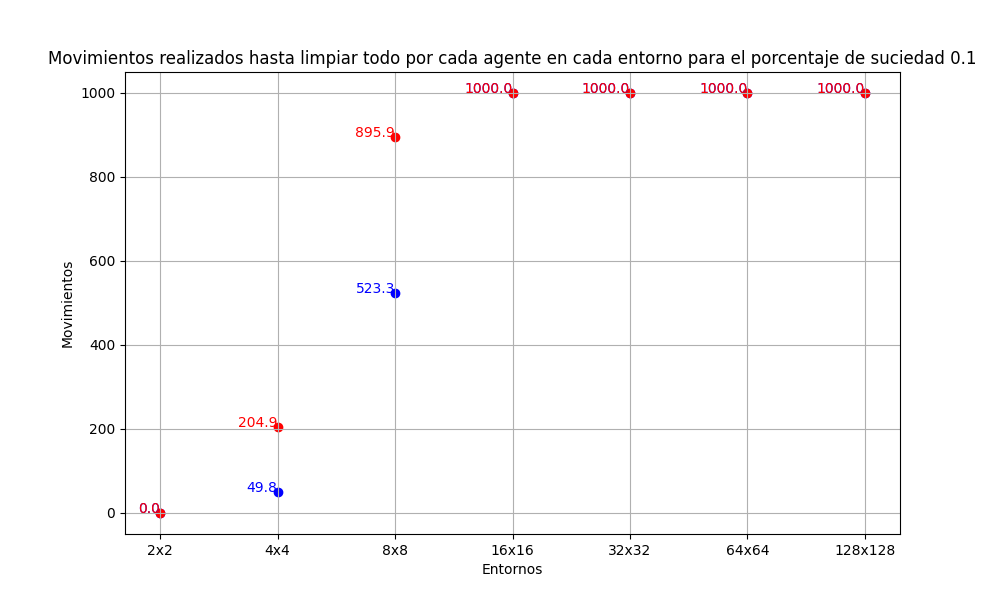 Movimientos realizados hasta limpiar todo por cada agente en cada entorno para el porcentaje de suciedad 0.1
1000
1000.0
1000.0
1000.0
1000.0
895.9
800
600
523.3
Movimientos
400
204.9
200
49.8
0.0
0
2x2
4x4
8x8
16x16
32x32
64x64
128x128
Entornos